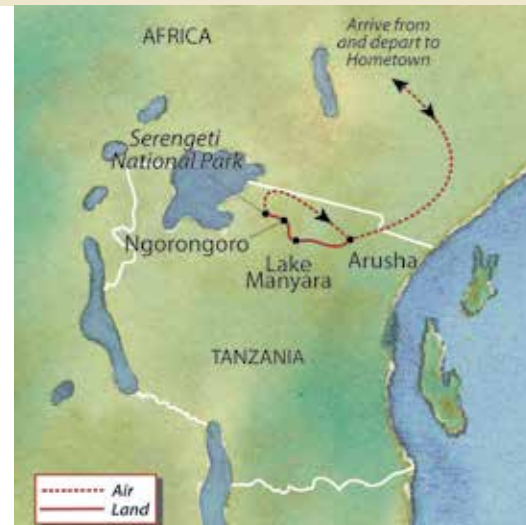 AFRICA
Arrive from
and depart to
Hometown
Serengeti
National Park
Ngorongoro
Lake
Manyara
Arusha
TANZANIA
Air
Land